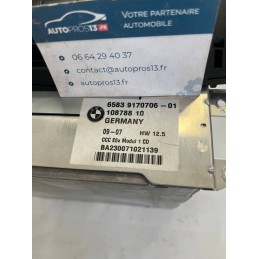 VOTRE PARTENAIRE
AUTOMOBILE
AUTOPROS13.FR
06 64 29 40 37
contact@autopros13.fr
autopros13.fr
6583 9170706-01
108788 10
GERMANY
09-07 HW 12.5
CCC E6x Modul 1 CD
BA230071021139